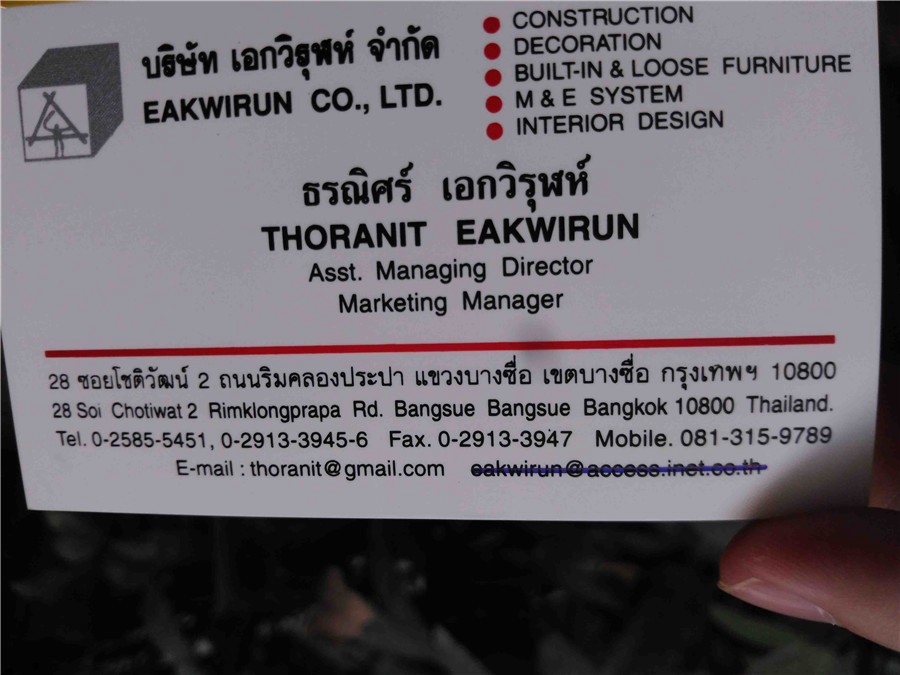 บริษัท เอกวิรุฬห์ จำกัด
EAKWIRUN CO., LTD.
CONSTRUCTION
DECORATION
BUILT-IN & LOOSE FURNITURE
M & E SYSTEM
INTERIOR DESIGN
ธรณิศร์ เอกวิรุฬห์
THORANIT EAKWIRUN
Asst. Managing Director
Marketing Manager
28 ซอยโชติวัฒน์ 2 ถนนริมคลองประปา แขวงบางซื่อ เขตบางซื่อ กรุงเทพฯ 10800
28 Soi Chotiwat 2 Rimklongprapa Rd. Bangsue Bangsue Bangkok 10800 Thailand.
Tel. 0-2585-5451, 0-2913-3945-6 Fax. 0-2913-3947 Mobile. 081-315-9789
E-mail : thoranit@gmail.com eakwirun@access.inet.co.th